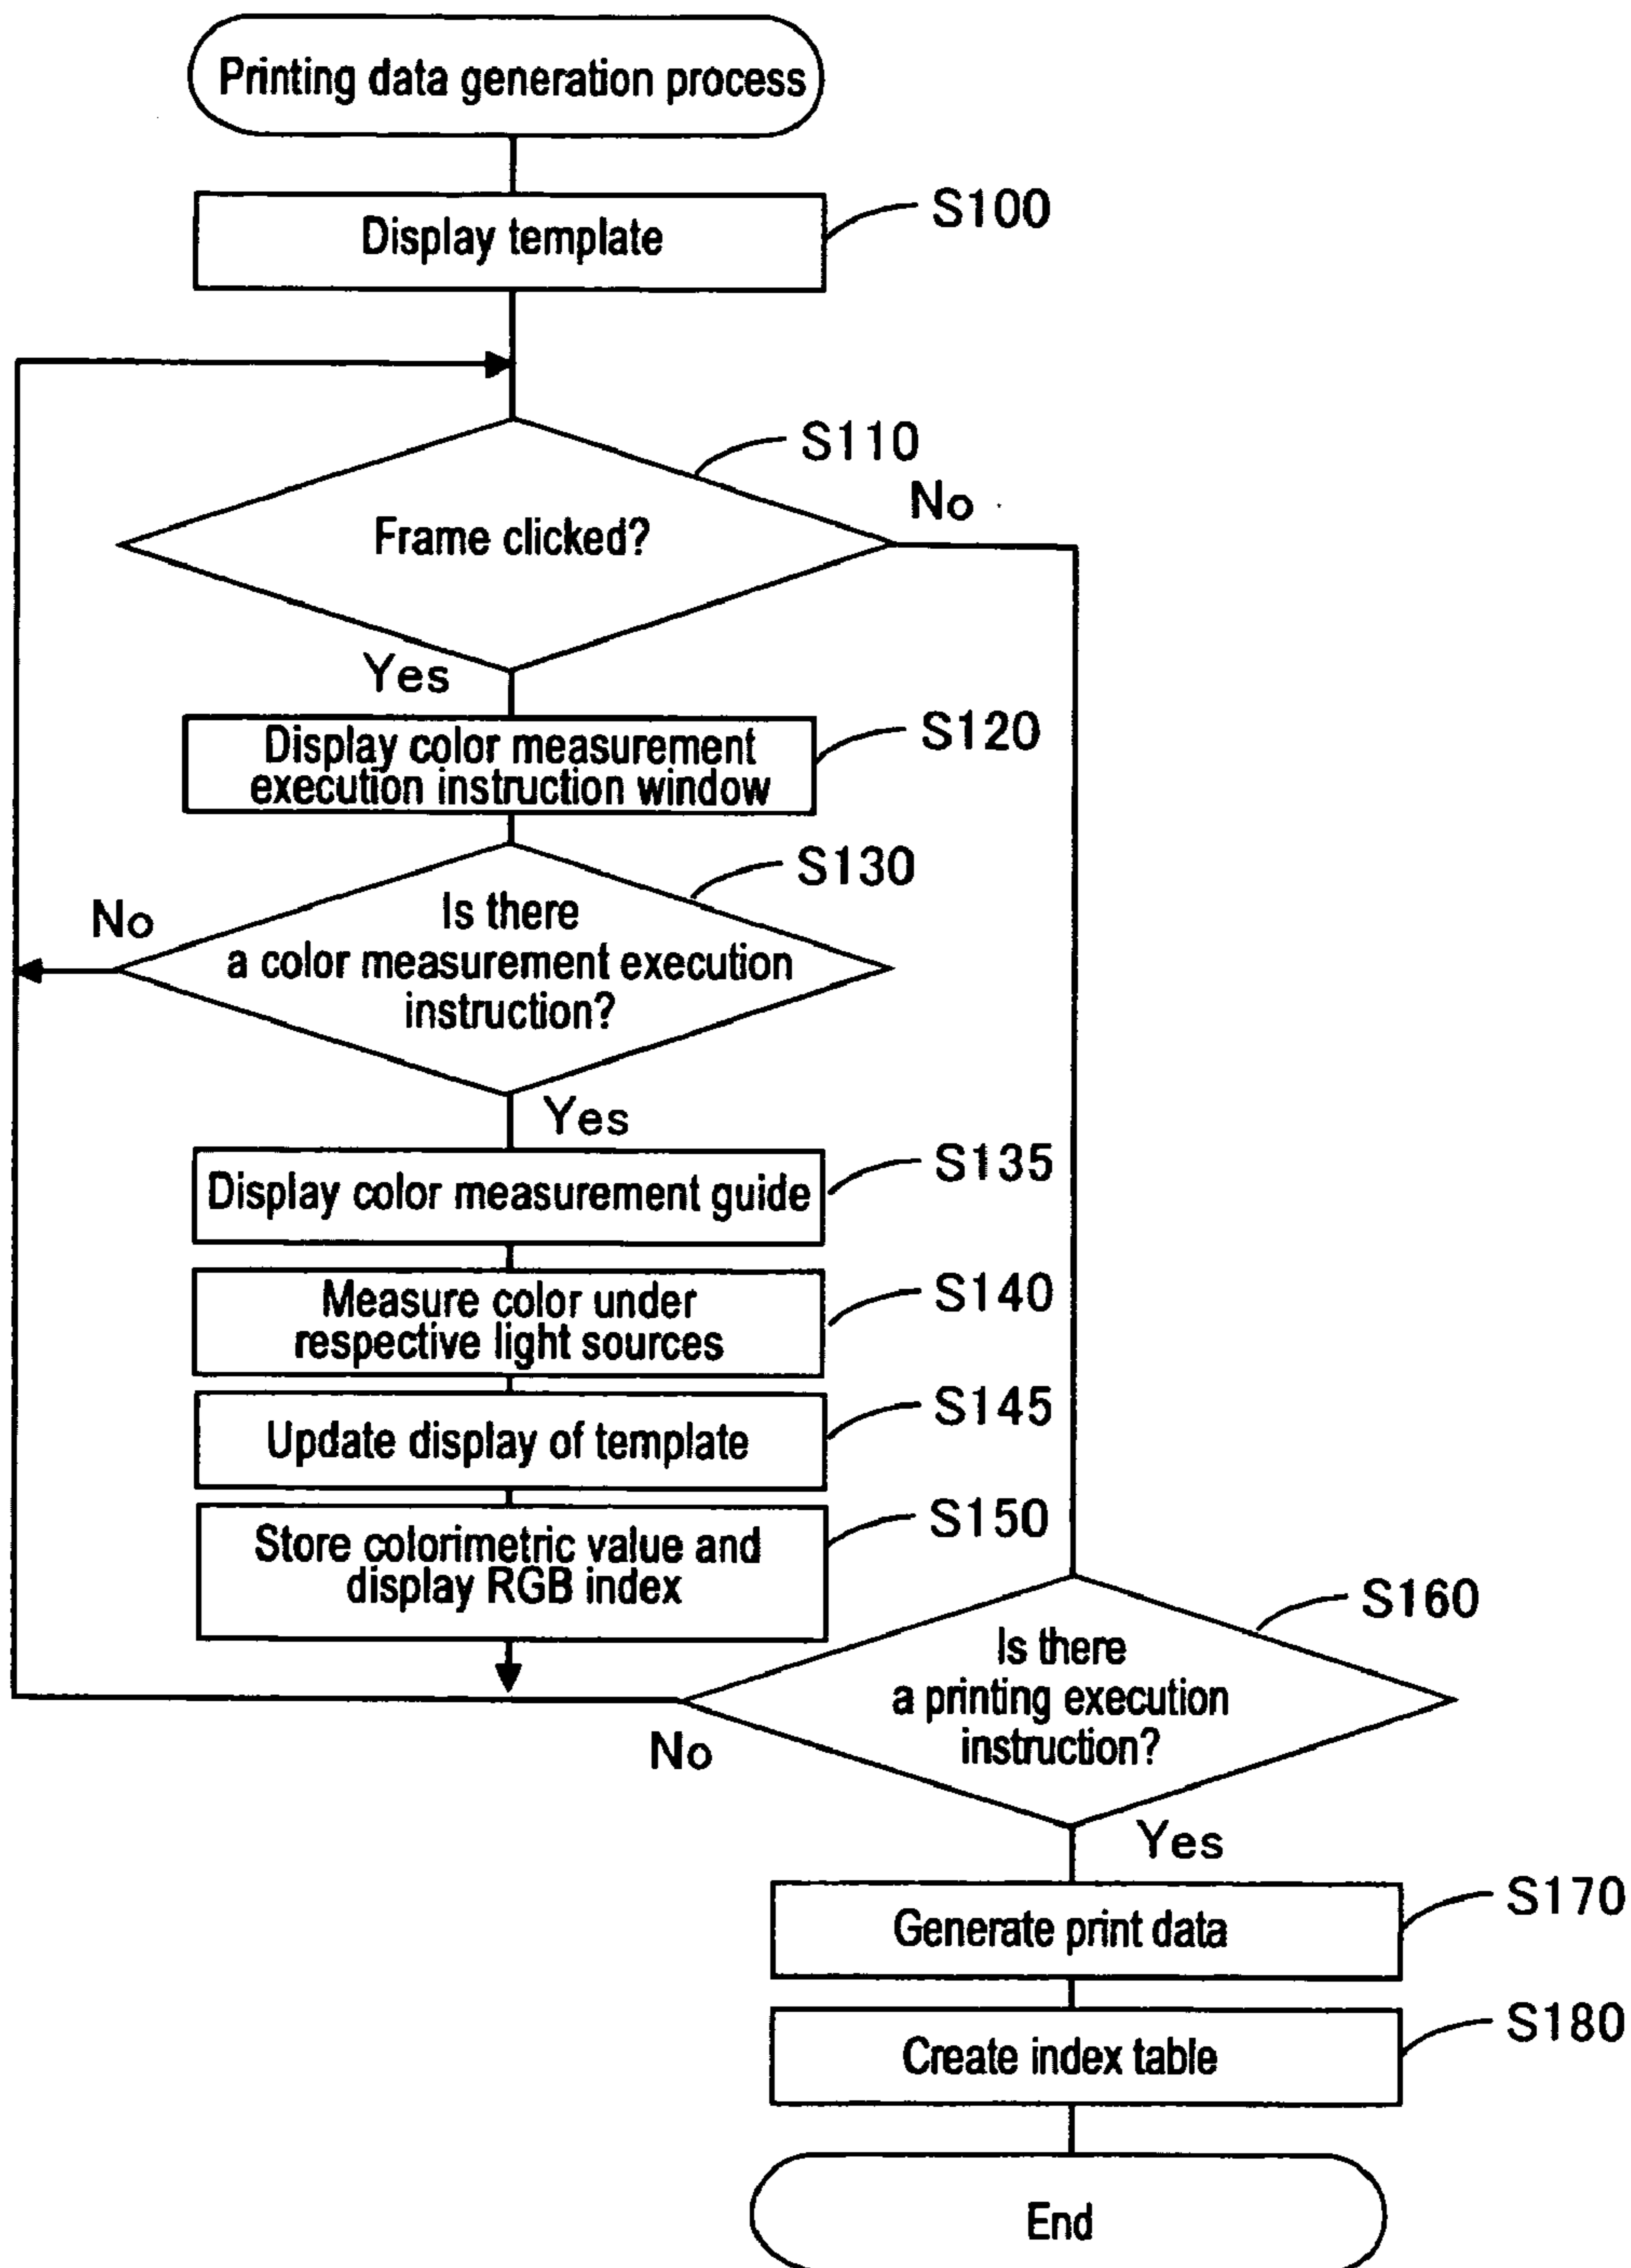 Printing data generation process
S100
Display template
S110
No
Frame clicked?
Yes
S120
Display color measurement
execution instruction window
S130
No
Is there
a color measurement execution
instruction?
Yes
S135
Display color measurement guide
S140
Measure color under
respective light sources
S145
Update display of template
S150
Store colorimetric value and
display RGB index
S160
Is there
a printing execution
instruction?
No
Yes
S170
Generate print data
S180
Create index table
End